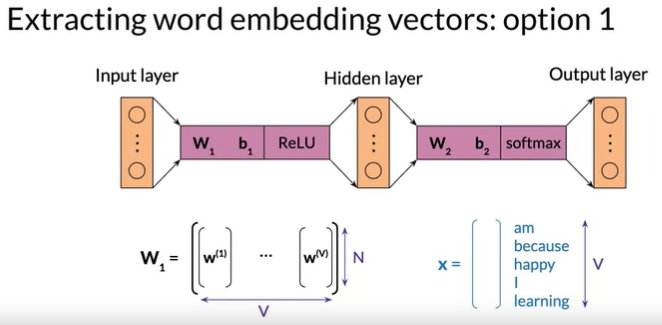 Extracting word embedding vectors: option 1
Input layer
Hidden layer
Output layer
W₁ b₁ ReLU
W₂ b₂ softmax
W₁ = w⁽¹⁾ ... w⁽ⱽ⁾ N
V
x =
am
because
happy
I
learning
V